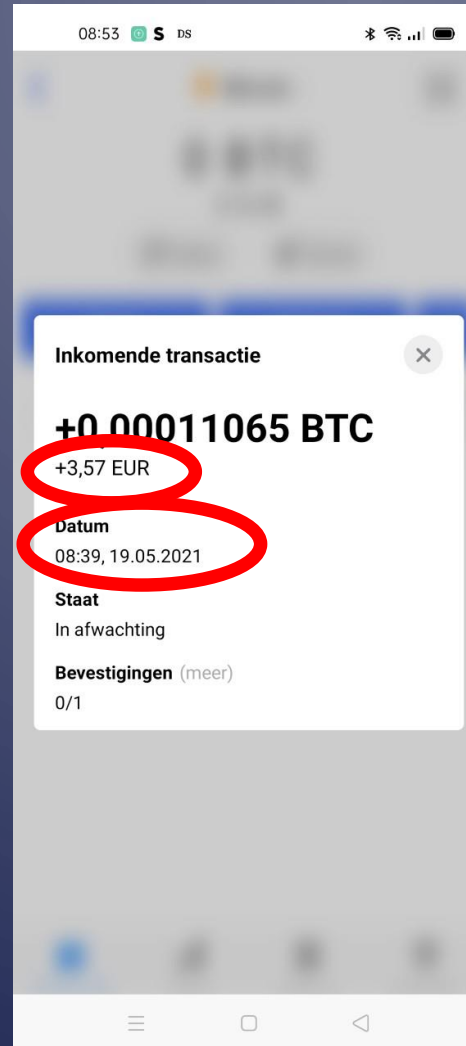 08:53 S DS
Inkomende transactie
+0,00011065 BTC
+3,57 EUR
Datum
08:39, 19.05.2021
Staat
In afwachting
Bevestigingen (meer)
0/1